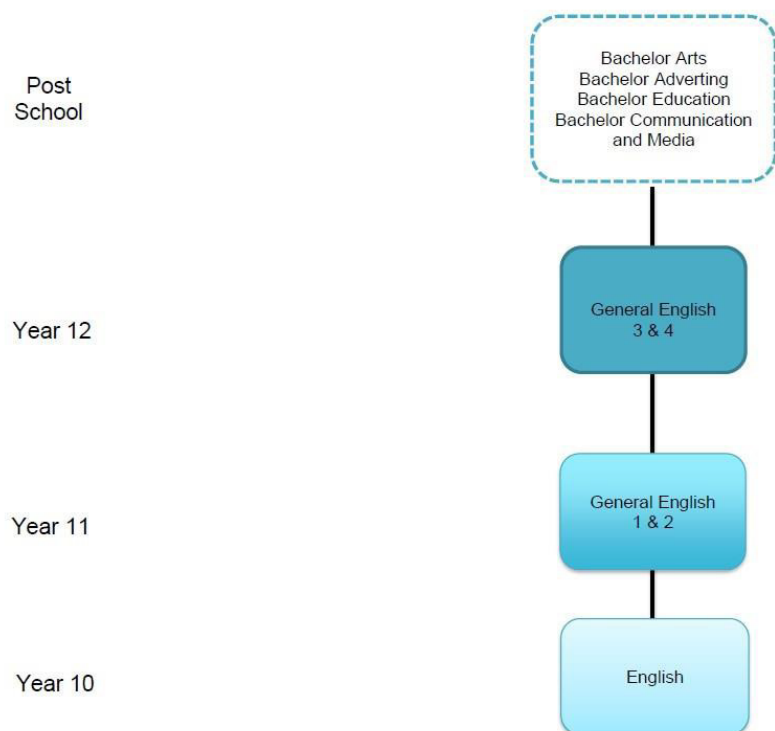 Post
School
Bachelor Arts
Bachelor Adverting
Bachelor Education
Bachelor Communication
and Media
Year 12
General English
3 & 4
Year 11
General English
1 & 2
Year 10
English